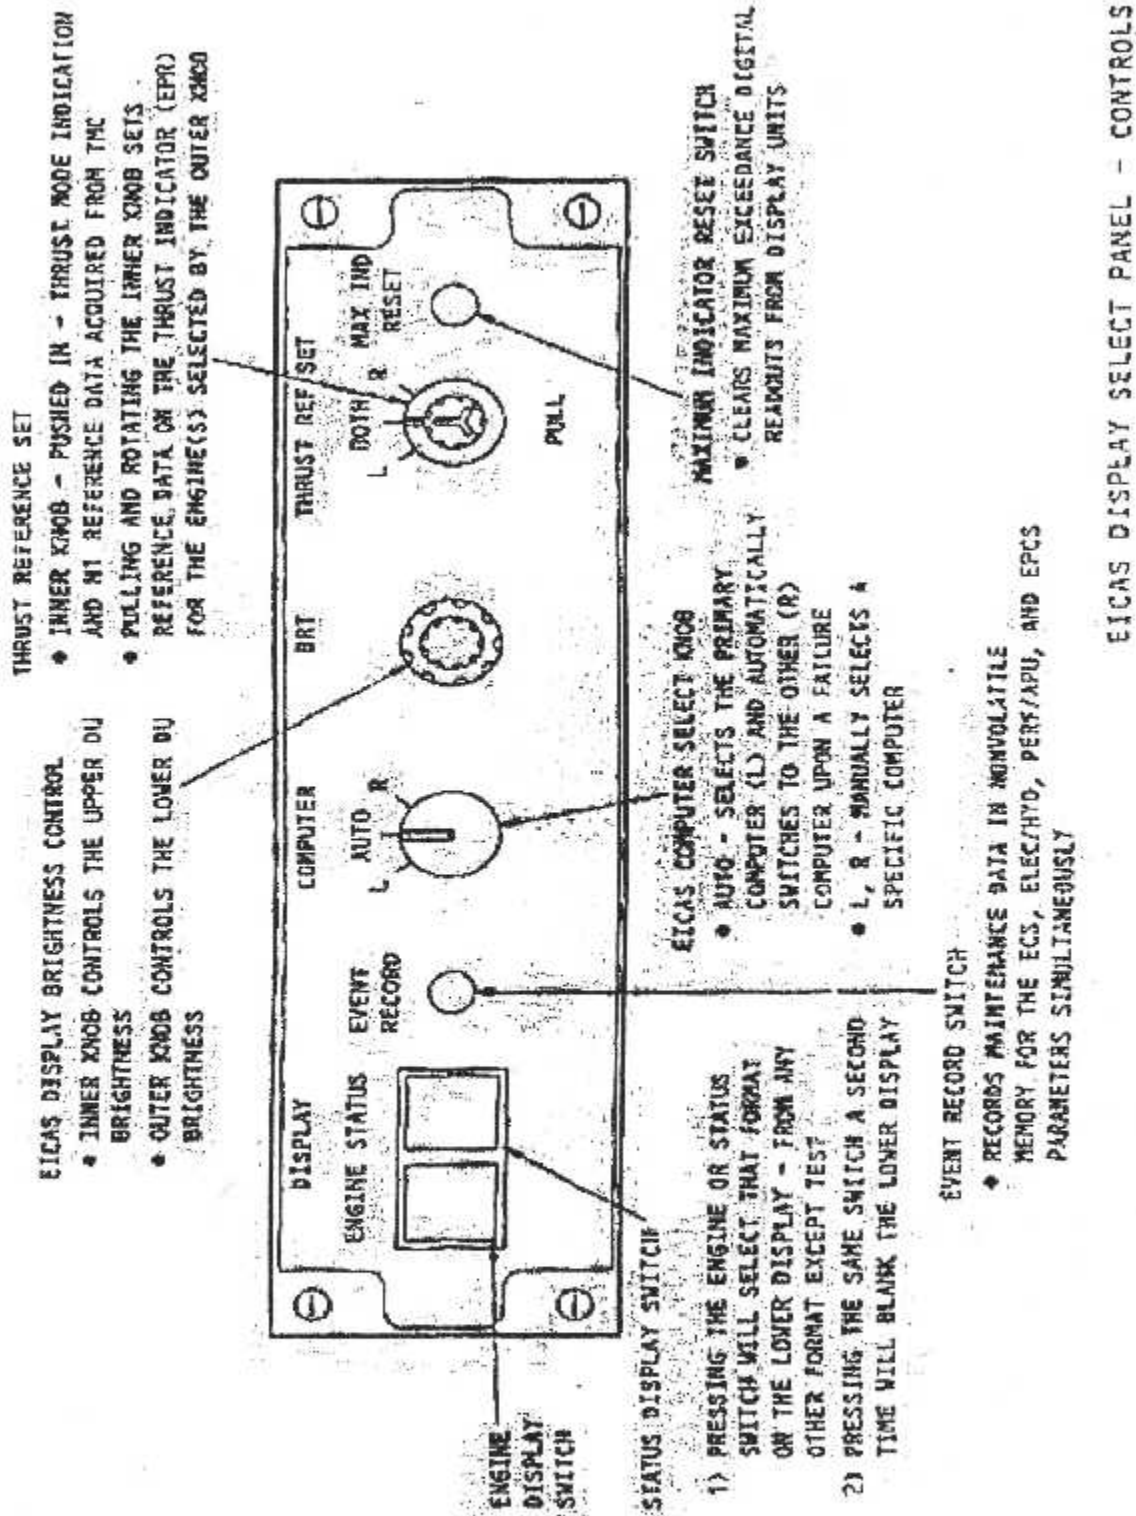 EICAS DISPLAY BRIGHTNESS CONTROL
● INNER KNOB CONTROLS THE UPPER DU
BRIGHTNESS
● OUTER KNOB CONTROLS THE LOWER DU
BRIGHTNESS
THRUST REFERENCE SET
● INNER KNOB - PUSHED IN - THRUST MODE INDICATION
AND N1 REFERENCE DATA ACQUIRED FROM TMC
● PULLING AND ROTATING THE INNER KNOB SETS
REFERENCE DATA ON THE THRUST INDICATOR (EPR)
FOR THE ENGINE(S) SELECTED BY THE OUTER KNOB
DISPLAY
ENGINE STATUS
EVENT
RECORD
COMPUTER
L AUTO R
BRT
THRUST REF SET
L BOTH R
PULL
MAX IND
RESET
ENGINE
DISPLAY
SWITCH
STATUS DISPLAY SWITCH
1) PRESSING THE ENGINE OR STATUS
SWITCH WILL SELECT THAT FORMAT
ON THE LOWER DISPLAY - FROM ANY
OTHER FORMAT EXCEPT TEST
2) PRESSING THE SAME SWITCH A SECOND
TIME WILL BLANK THE LOWER DISPLAY
EICAS COMPUTER SELECT KNOB
● AUTO - SELECTS THE PRIMARY
COMPUTER (L) AND AUTOMATICALLY
SWITCHES TO THE OTHER (R)
COMPUTER UPON A FAILURE
● L, R - MANUALLY SELECTS A
SPECIFIC COMPUTER
MAXIMUM INDICATOR RESET SWITCH
● CLEARS MAXIMUM EXCEEDANCE DIGITAL
READOUTS FROM DISPLAY UNITS
EVENT RECORD SWITCH
● RECORDS MAINTENANCE DATA IN NONVOLATILE
MEMORY FOR THE ECS, ELEC/HYD, PERF/APU, AND EPCS
PARAMETERS SIMULTANEOUSLY
EICAS DISPLAY SELECT PANEL - CONTROLS